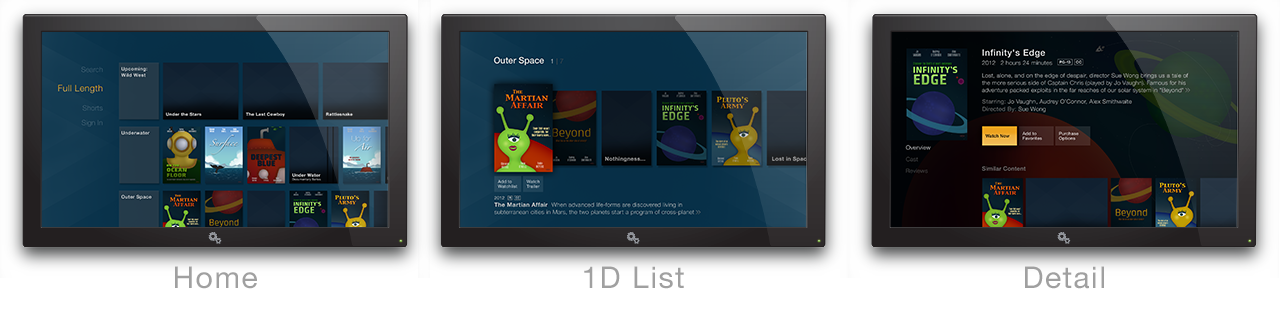 Search
Full Length
Shorts
Sign In
Upcoming:
Wild West
Under the Stars
The Last Cowboy
Rattlesnake
Underwater
OCEAN
FLOOR
Surface
DEEPEST
BLUE
Under Water
Air
Outer Space
THE
MARTIAN
AFFAIR
Beyond
INFINITY'S
EDGE
PLUTO'S
ARMY
Home
Outer Space 1 | 7
THE
MARTIAN
AFFAIR
Beyond
Nothingness...
INFINITY'S
EDGE
PLUTO'S
ARMY
Lost in Spac
Add to
Watchlist
Watch
Trailer
2012
The Martian Affair When advanced life-forms are discovered living in
subterranean cities in Mars, the two planets start a program of cross-planet
1D List
INFINITY'S
EDGE
Overview
Cast
Reviews
Infinity's Edge
2012 2 hours 24 minutes PG-13 CC
Lost, alone, and on the edge of despair, director Sue Wong brings us a tale of
the more serious side of Captain Chris (played by Jo Vaughn). Famous for his
adventure packed exploits in the far reaches of our solar system in "Beyond"
Starring: Jo Vaughn, Audrey O'Connor, Alex Smithwaite
Directed By: Sue Wong
Watch Now
Add to
Favorites
Purchase
Options
Similar Content
THE
MARTIAN
AFFAIR
Beyond
PLUTO'S
ARMY
Detail